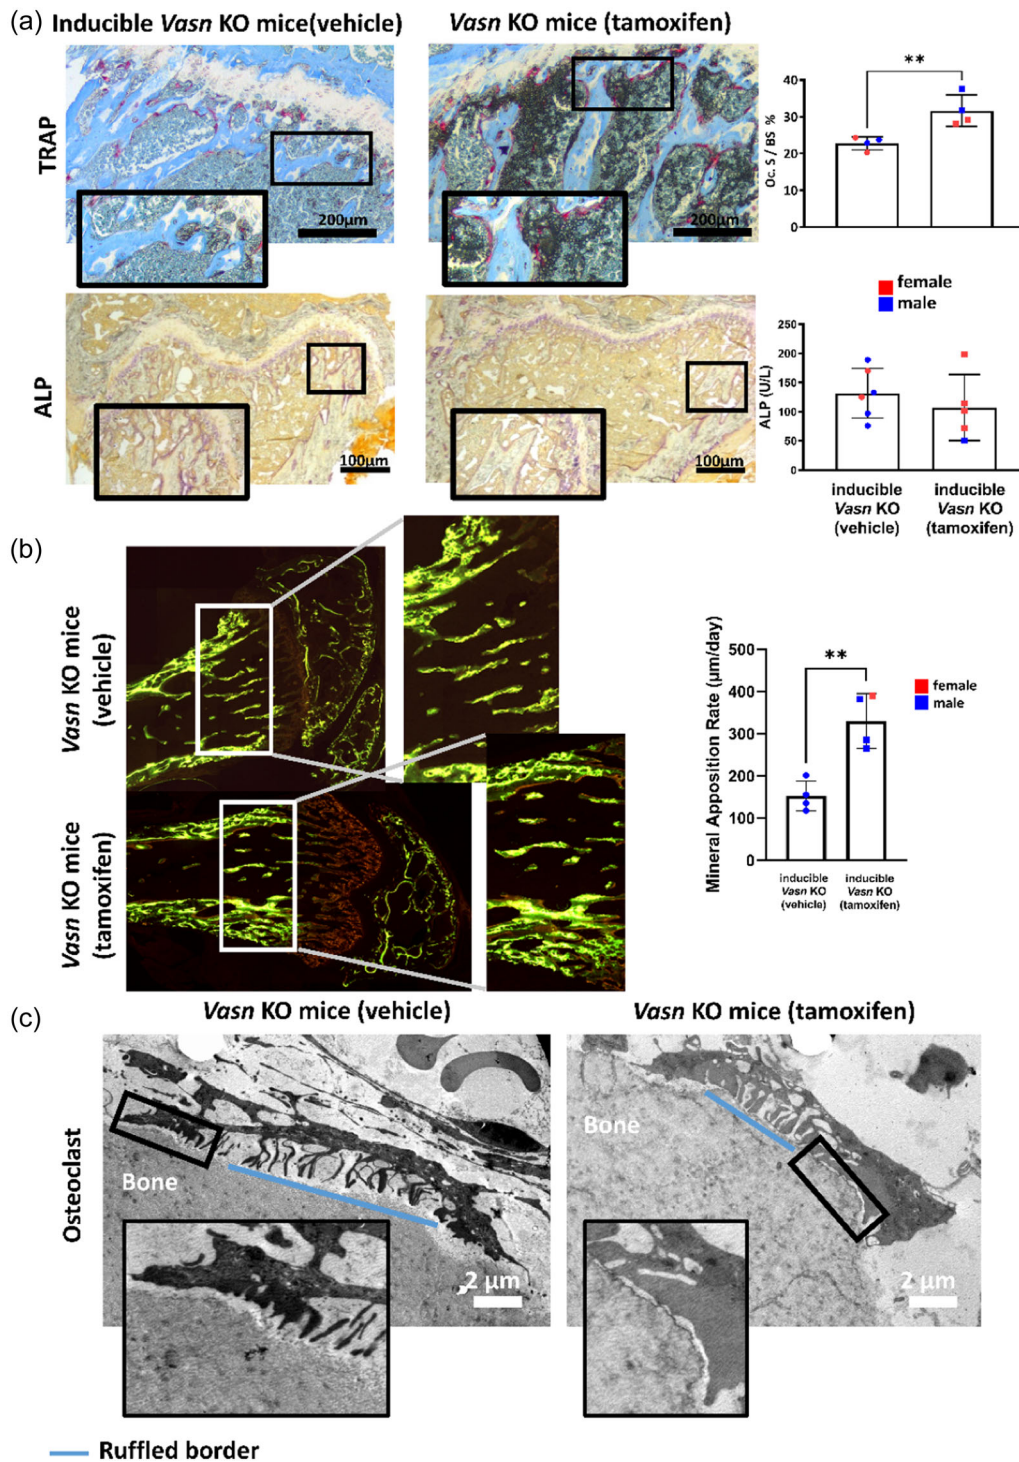 (a)
Inducible Vasn KO mice(vehicle)
Vasn KO mice (tamoxifen)
TRAP
200µm
200µm
**
Oc. S / BS %
40
30
20
10
0
ALP
100µm
100µm
female
male
ALP (U/L)
250
200
150
100
50
0
inducible
Vasn KO
(vehicle)
inducible
Vasn KO
(tamoxifen)
(b)
Vasn KO mice
(vehicle)
Vasn KO mice
(tamoxifen)
Mineral Apposition Rate (µm/day)
500
400
300
200
100
0
**
female
male
inducible
Vasn KO
(vehicle)
inducible
Vasn KO
(tamoxifen)
(c)
Vasn KO mice (vehicle)
Vasn KO mice (tamoxifen)
Osteoclast
Bone
2 µm
Bone
2 µm
Ruffled border